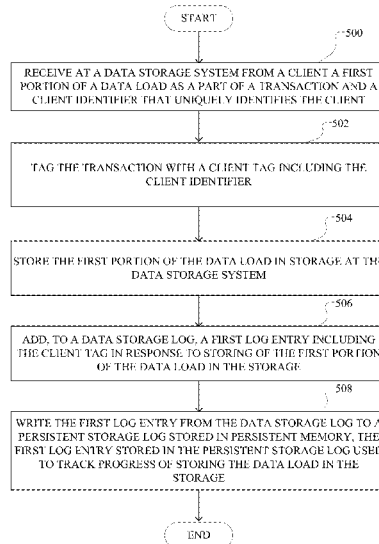 START
500
RECEIVE AT A DATA STORAGE SYSTEM FROM A CLIENT A FIRST
PORTION OF A DATA LOAD AS A PART OF A TRANSACTION AND A
CLIENT IDENTIFIER THAT UNIQUELY IDENTIFIES THE CLIENT
502
TAG THE TRANSACTION WITH A CLIENT TAG INCLUDING THE
CLIENT IDENTIFIER
504
STORE THE FIRST PORTION OF THE DATA LOAD IN STORAGE AT THE
DATA STORAGE SYSTEM
506
ADD, TO A DATA STORAGE LOG, A FIRST LOG ENTRY INCLUDING
THE CLIENT TAG IN RESPONSE TO STORING OF THE FIRST PORTION
OF THE DATA LOAD IN THE STORAGE
508
WRITE THE FIRST LOG ENTRY FROM THE DATA STORAGE LOG TO A
PERSISTENT STORAGE LOG STORED IN PERSISTENT MEMORY, THE
FIRST LOG ENTRY STORED IN THE PERSISTENT STORAGE LOG USED
TO TRACK PROGRESS OF STORING THE DATA LOAD IN THE
STORAGE
END